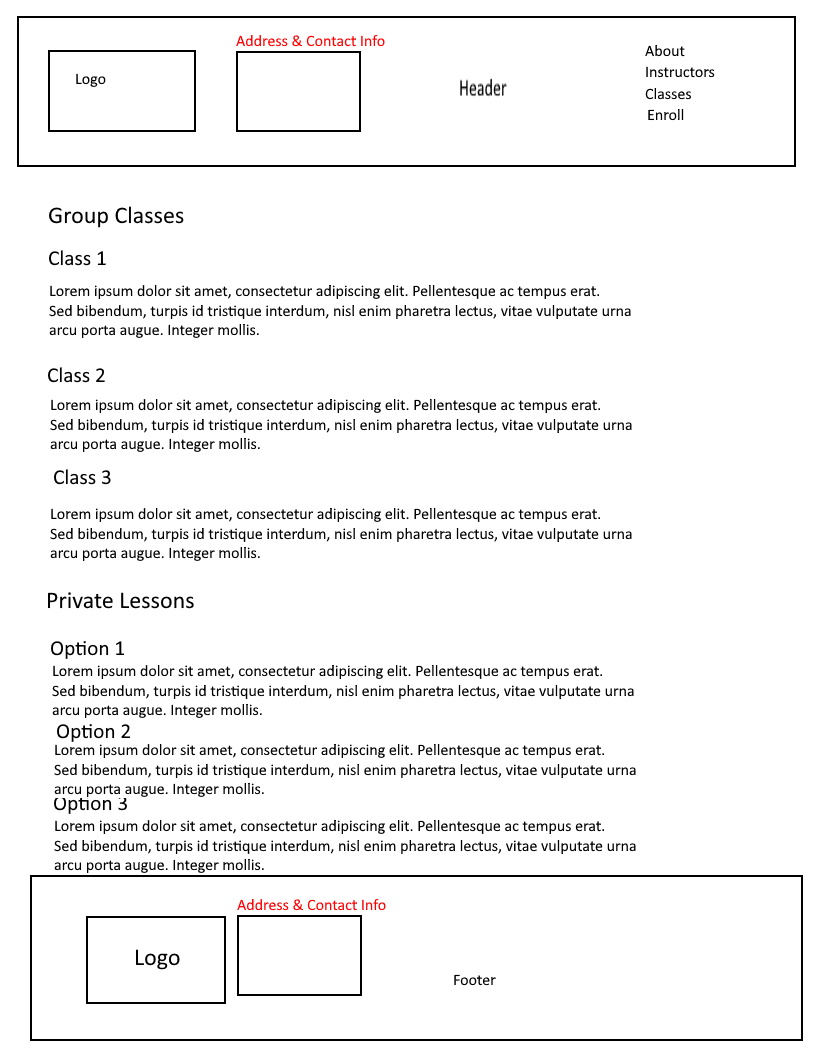 Address & Contact Info
Logo
Header
About
Instructors
Classes
Enroll
Group Classes
Class 1
Lorem ipsum dolor sit amet, consectetur adipiscing elit. Pellentesque ac tempus erat.
Sed bibendum, turpis id tristique interdum, nisl enim pharetra lectus, vitae vulputate urna
arcu porta augue. Integer mollis.
Class 2
Lorem ipsum dolor sit amet, consectetur adipiscing elit. Pellentesque ac tempus erat.
Sed bibendum, turpis id tristique interdum, nisl enim pharetra lectus, vitae vulputate urna
arcu porta augue. Integer mollis.
Class 3
Lorem ipsum dolor sit amet, consectetur adipiscing elit. Pellentesque ac tempus erat.
Sed bibendum, turpis id tristique interdum, nisl enim pharetra lectus, vitae vulputate urna
arcu porta augue. Integer mollis.
Private Lessons
Option 1
Lorem ipsum dolor sit amet, consectetur adipiscing elit. Pellentesque ac tempus erat.
Sed bibendum, turpis id tristique interdum, nisl enim pharetra lectus, vitae vulputate urna
arcu porta augue. Integer mollis.
Option 2
Lorem ipsum dolor sit amet, consectetur adipiscing elit. Pellentesque ac tempus erat.
Sed bibendum, turpis id tristique interdum, nisl enim pharetra lectus, vitae vulputate urna
arcu porta augue. Integer mollis.
Option 3
Lorem ipsum dolor sit amet, consectetur adipiscing elit. Pellentesque ac tempus erat.
Sed bibendum, turpis id tristique interdum, nisl enim pharetra lectus, vitae vulputate urna
arcu porta augue. Integer mollis.
Address & Contact Info
Logo
Footer